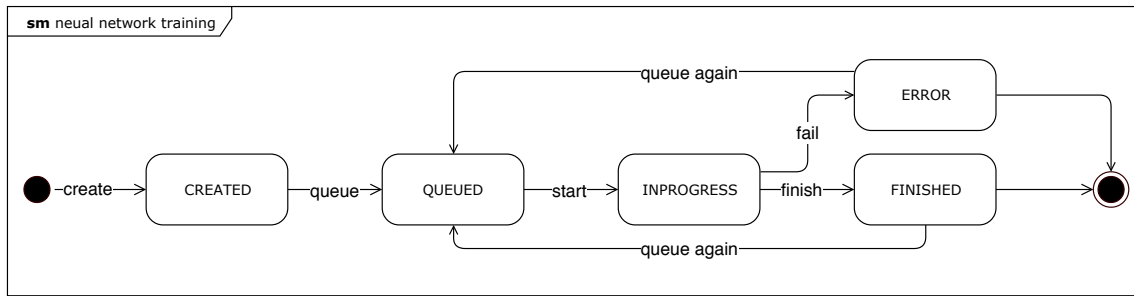 sm neual network training
queue again
ERROR
fail
create
CREATED
queue
QUEUED
start
INPROGRESS
finish
FINISHED
queue again